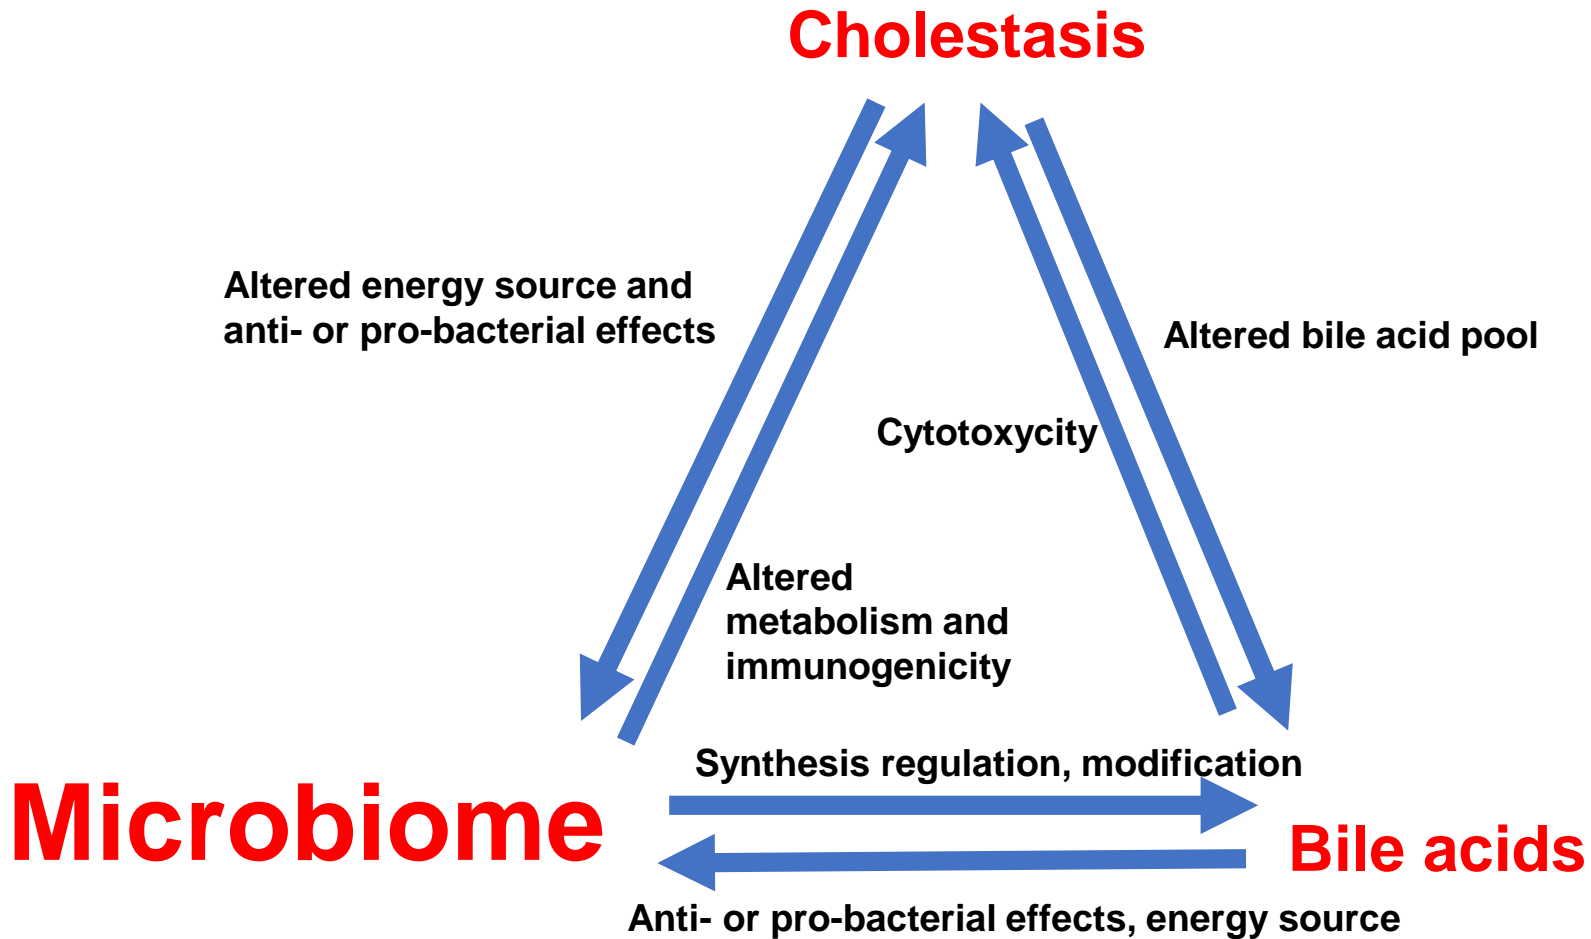 Cholestasis
Altered energy source and
anti- or pro-bacterial effects
Altered bile acid pool
Cytotoxycity
Altered
metabolism and
immunogenicity
Synthesis regulation, modification
Microbiome
Bile acids
Anti- or pro-bacterial effects, energy source